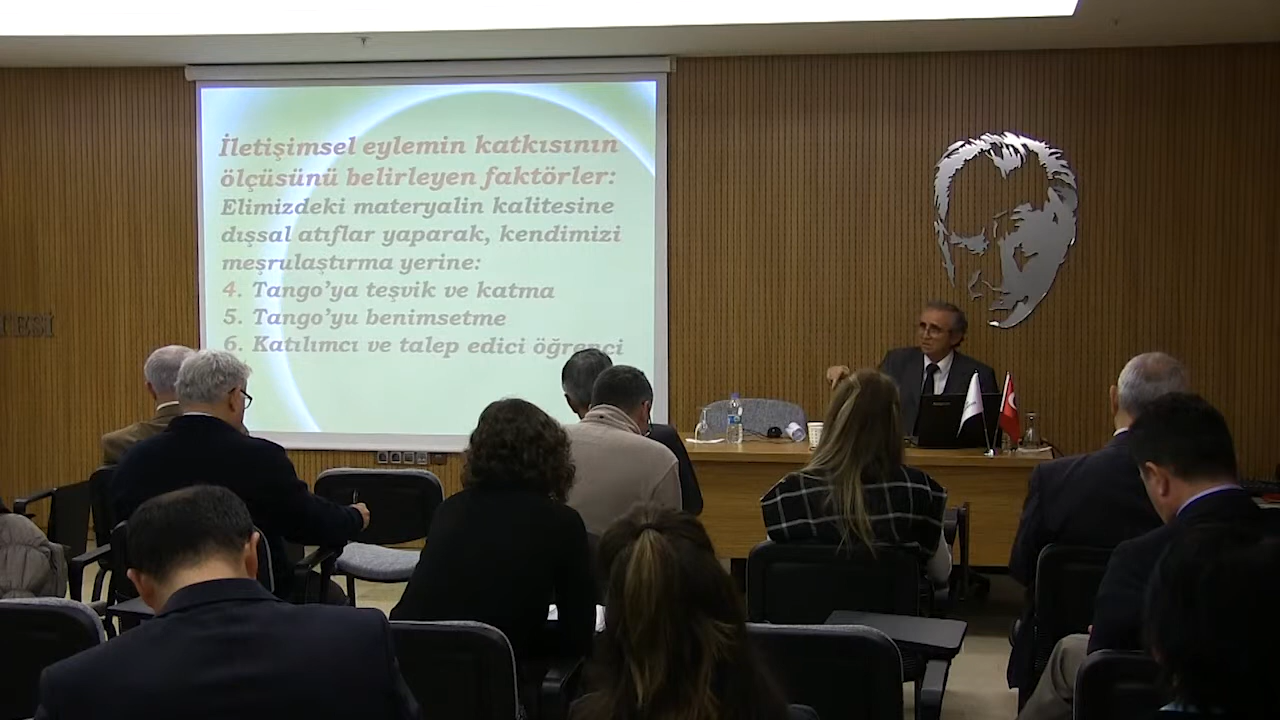 İletişimsel eylemin katkısının
ölçüsünü belirleyen faktörler:
Elimizdeki materyalin kalitesine
dışsal atıflar yaparak, kendimizi
meşrulaştırma yerine:
4. Tango'ya teşvik ve katma
5. Tango'yu benimsetme
6. Katılımcı ve talep edici öğrenci
TESİ